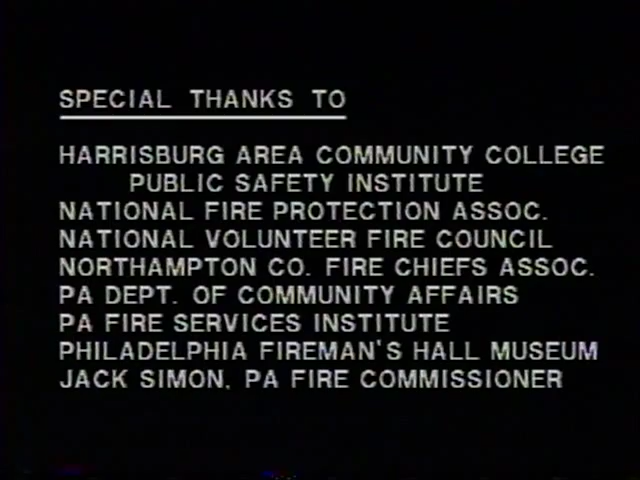 SPECIAL THANKS TO
HARRISBURG AREA COMMUNITY COLLEGE
PUBLIC SAFETY INSTITUTE
NATIONAL FIRE PROTECTION ASSOC.
NATIONAL VOLUNTEER FIRE COUNCIL
NORTHAMPTON CO. FIRE CHIEFS ASSOC.
PA DEPT. OF COMMUNITY AFFAIRS
PA FIRE SERVICES INSTITUTE
PHILADELPHIA FIREMAN'S HALL MUSEUM
JACK SIMON, PA FIRE COMMISSIONER